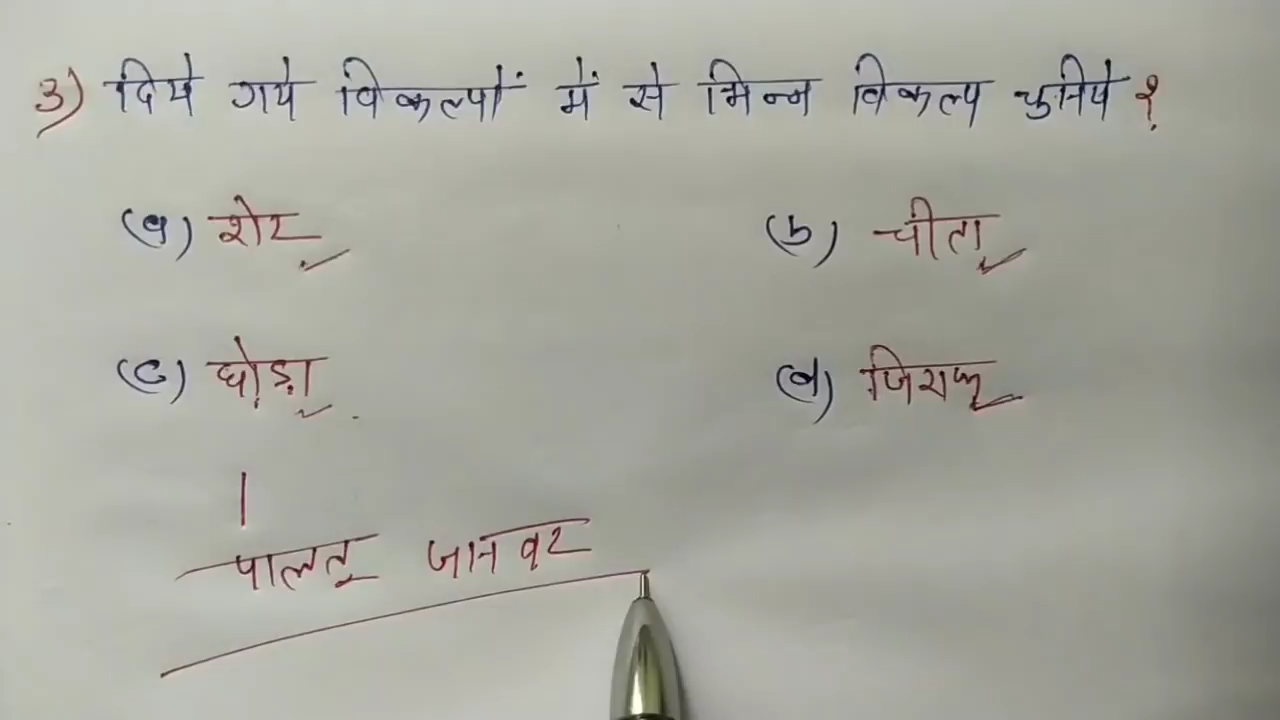 3) दिये गये विकल्पों में से भिन्न विकल्प चुनिये ?
(a) शेर (b) चीता
(c) घोड़ा (d) जिराफ
पालतू जानवर